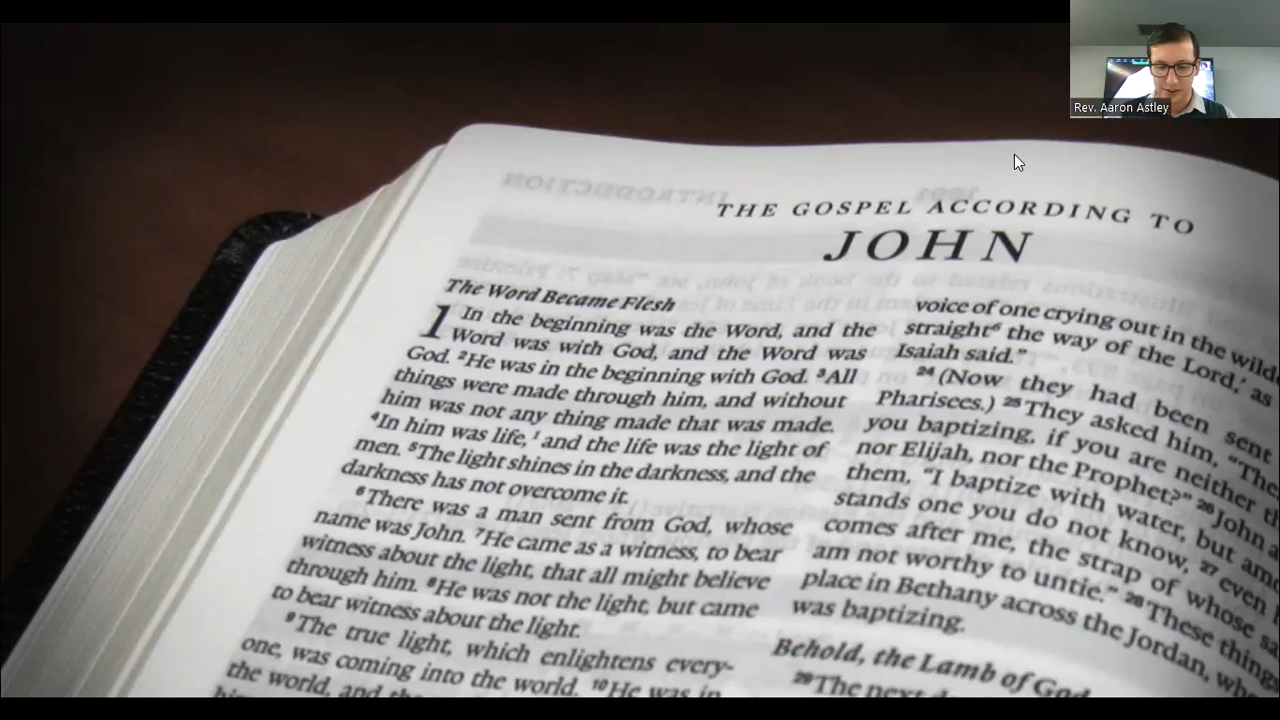 Rev. Aaron Astley
INTRODUCTION
1091
THE GOSPEL ACCORDING TO
JOHN
The Word Became Flesh
1 In the beginning was the Word, and the
Word was with God, and the Word was
God. ²He was in the beginning with God. ³All
things were made through him, and without
him was not any thing made that was made.
⁴In him was life,¹ and the life was the light of
men. ⁵The light shines in the darkness, and the
darkness has not overcome it.
⁶There was a man sent from God, whose
name was John. ⁷He came as a witness, to bear
witness about the light, that all might believe
through him. ⁸He was not the light, but came
to bear witness about the light.
⁹The true light, which enlightens every-
one, was coming into the world. ¹⁰He was in
the world, and
voice of one crying out in the wild
straight⁶ the way of the Lord,’ as
Isaiah said.”
²⁴(Now they had been sent
Pharisees.) ²⁵They asked him, “The
you baptizing, if you are neither th
nor Elijah, nor the Prophet?” ²⁶John a
them, “I baptize with water, but amo
stands one you do not know, ²⁷even
comes after me, the strap of whose sa
am not worthy to untie.” ²⁸These things
place in Bethany across the Jordan, whe
was baptizing.
Behold, the Lamb of God
²⁹The next